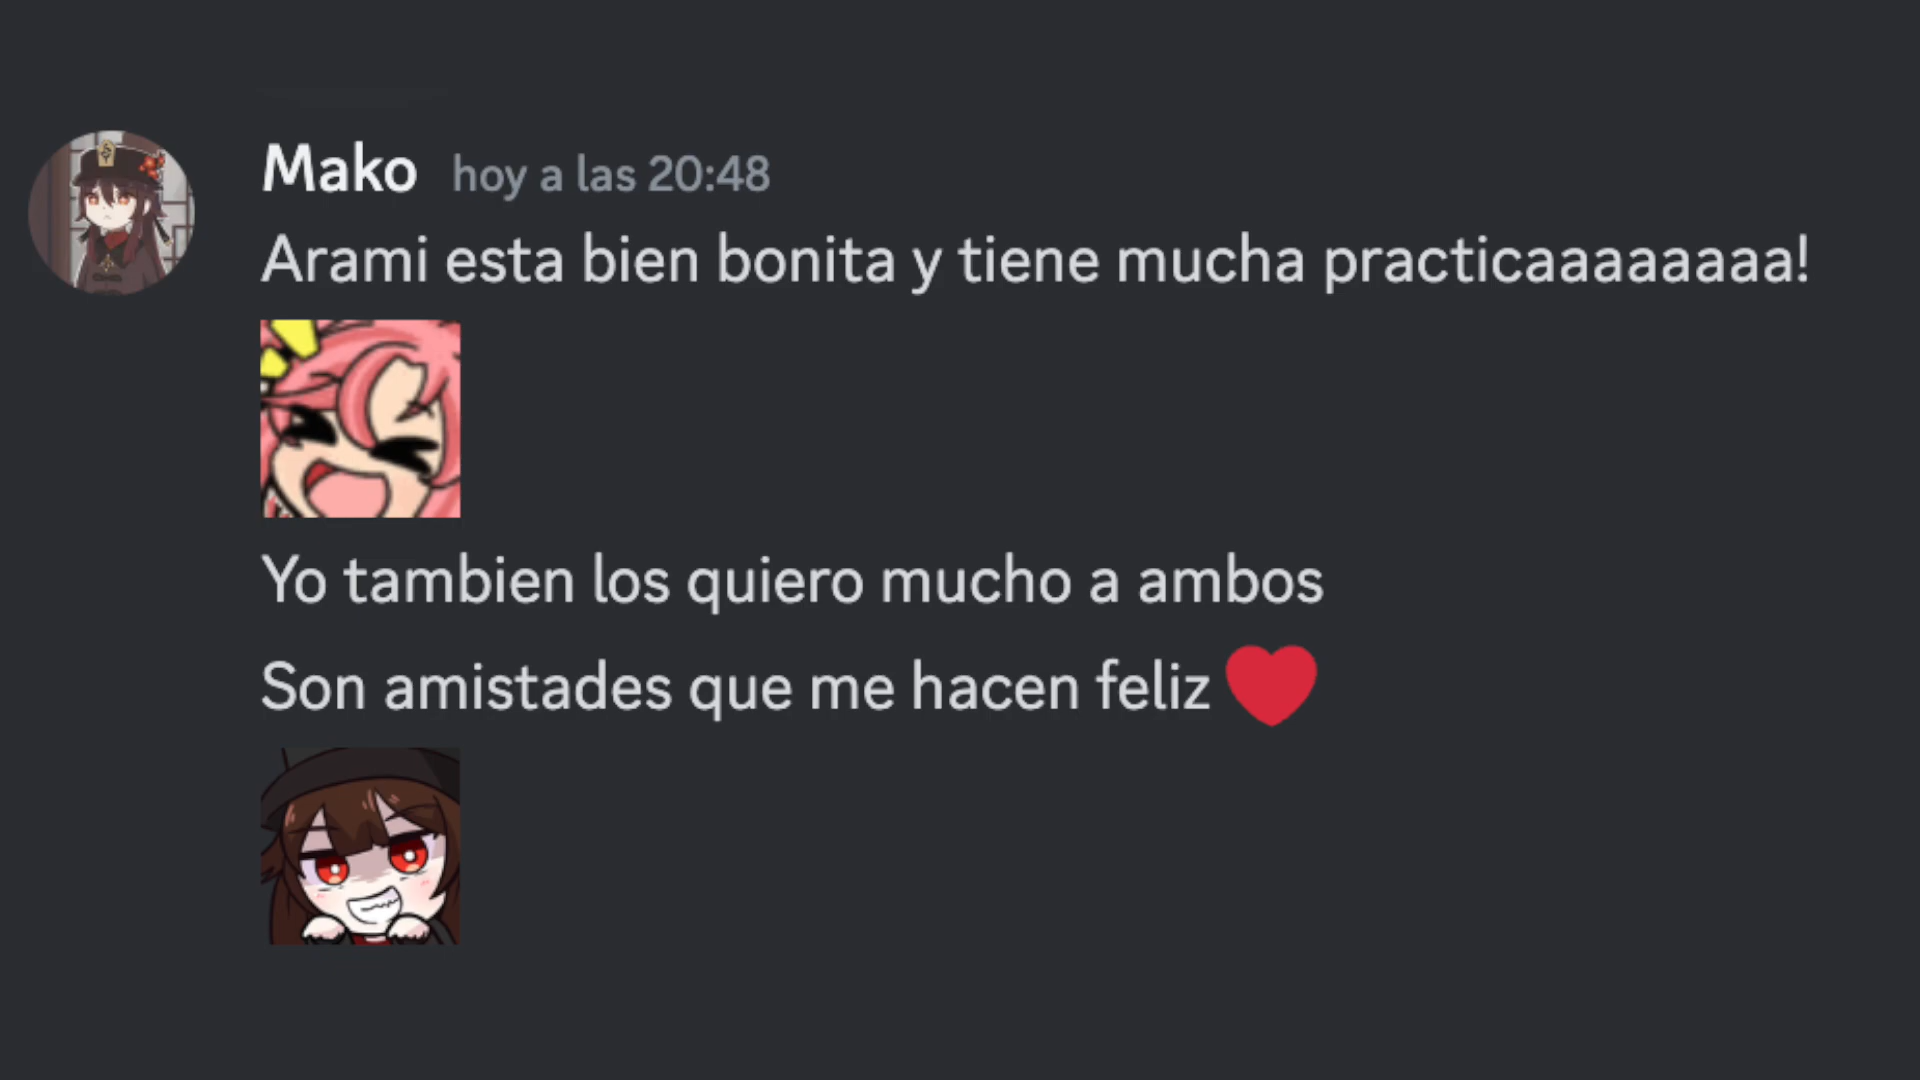 Mako hoy a las 20:48
Arami esta bien bonita y tiene mucha practicaaaaaaaa!
Yo tambien los quiero mucho a ambos
Son amistades que me hacen feliz ❤️